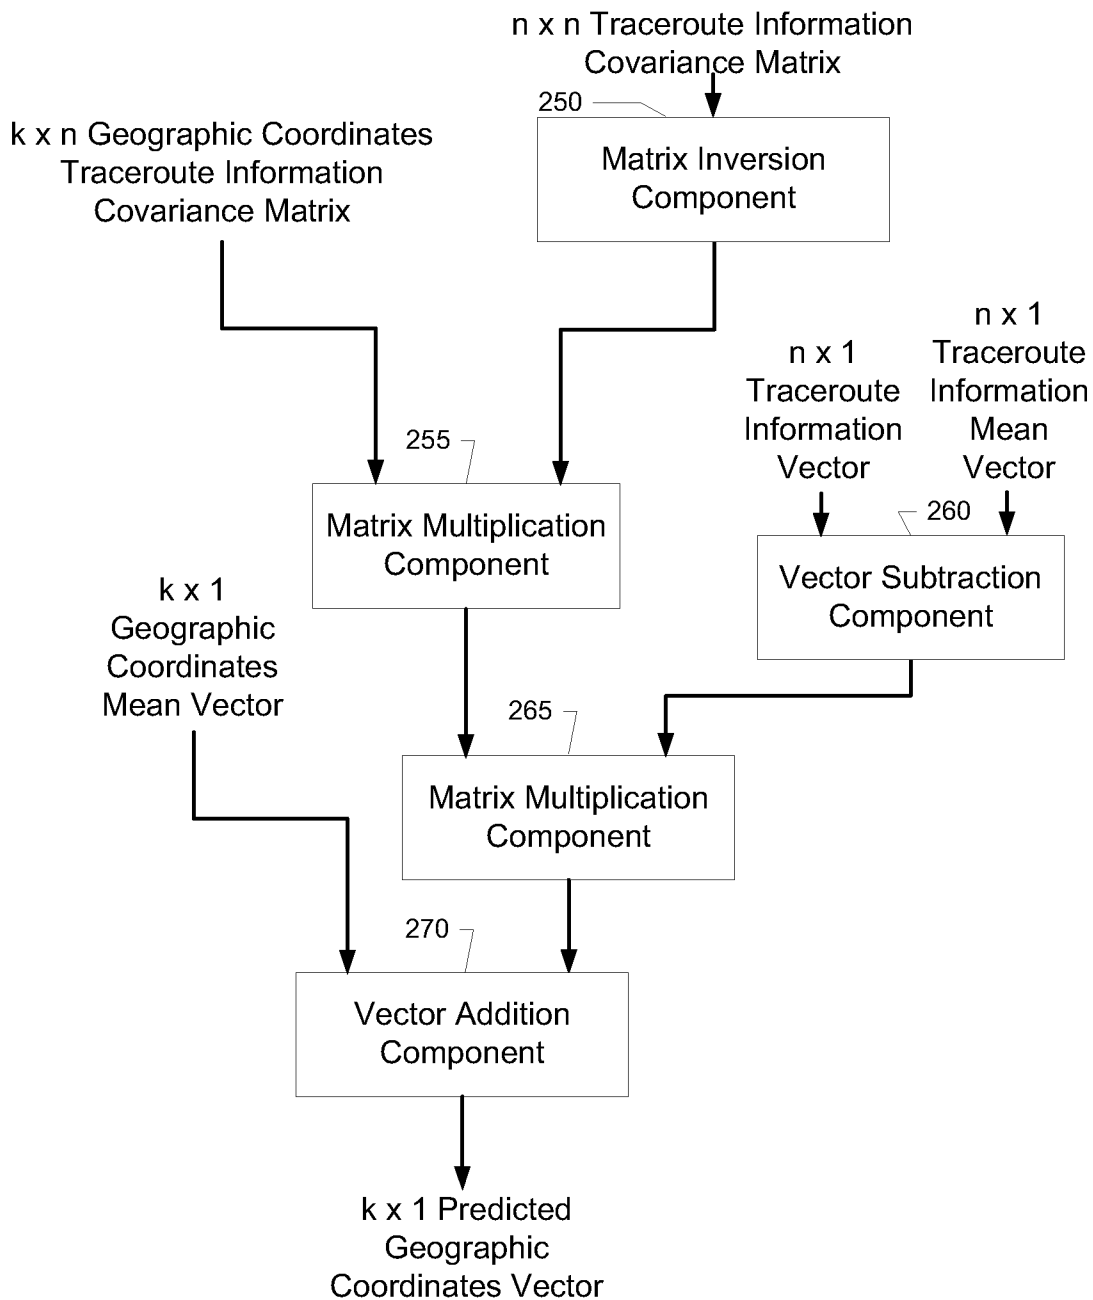 n x n Traceroute Information
Covariance Matrix
250
Matrix Inversion
Component
k x n Geographic Coordinates
Traceroute Information
Covariance Matrix
n x 1
Traceroute
Information
Vector
n x 1
Traceroute
Information
Mean
Vector
255
Matrix Multiplication
Component
260
Vector Subtraction
Component
k x 1
Geographic
Coordinates
Mean Vector
265
Matrix Multiplication
Component
270
Vector Addition
Component
k x 1 Predicted
Geographic
Coordinates Vector